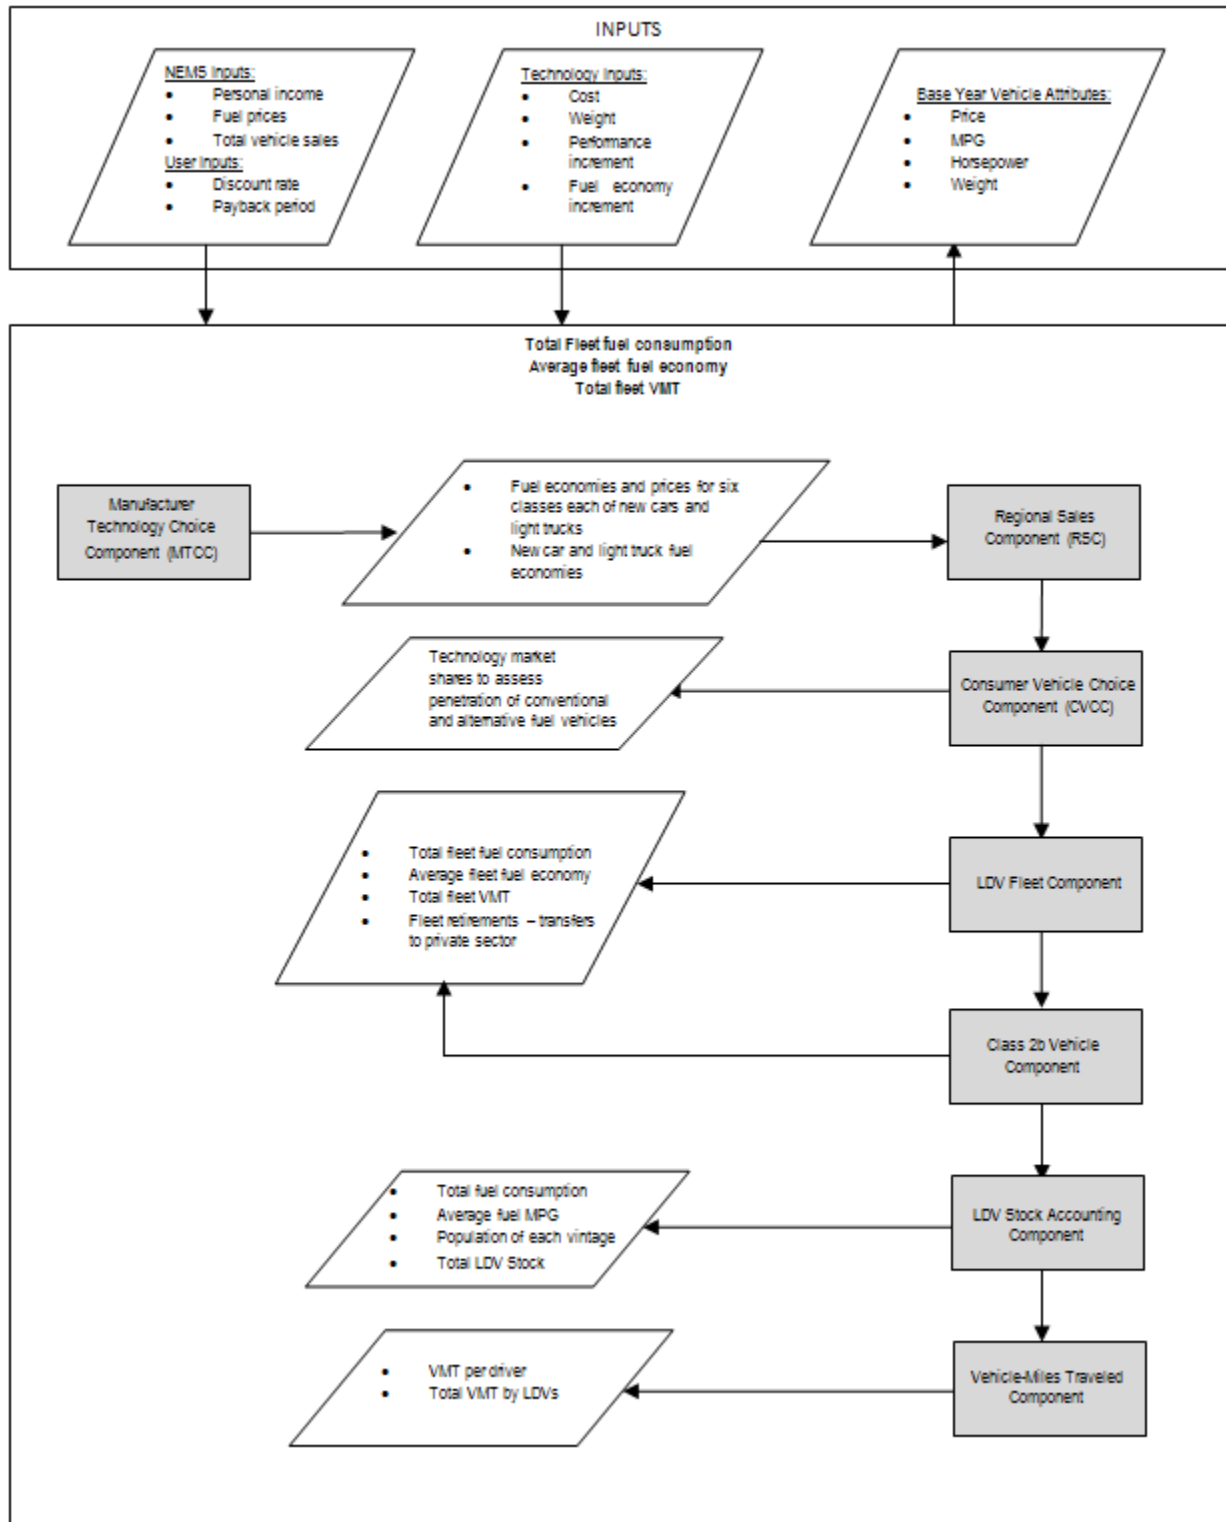 INPUTS
NEMS Inputs:
• Personal income
• Fuel prices
• Total vehicle sales
User Inputs:
• Discount rate
• Payback period
Technology Inputs:
• Cost
• Weight
• Performance
increment
• Fuel economy
increment
Base Year Vehicle Attributes:
• Price
• MPG
• Horsepower
• Weight
Total Fleet fuel consumption
Average fleet fuel economy
Total fleet VMT
Manufacturer
Technology Choice
Component (MTCC)
• Fuel economies and prices for six
classes each of new cars and
light trucks
• New car and light truck fuel
economies
Regional Sales
Component (RSC)
Technology market
shares to assess
penetration of conventional
and alternative fuel vehicles
Consumer Vehicle Choice
Component (CVCC)
• Total fleet fuel consumption
• Average fleet fuel economy
• Total fleet VMT
• Fleet retirements – transfers
to private sector
LDV Fleet Component
Class 2b Vehicle
Component
• Total fuel consumption
• Average fuel MPG
• Population of each vintage
• Total LDV Stock
LDV Stock Accounting
Component
• VMT per driver
• Total VMT by LDVs
Vehicle-Miles Traveled
Component